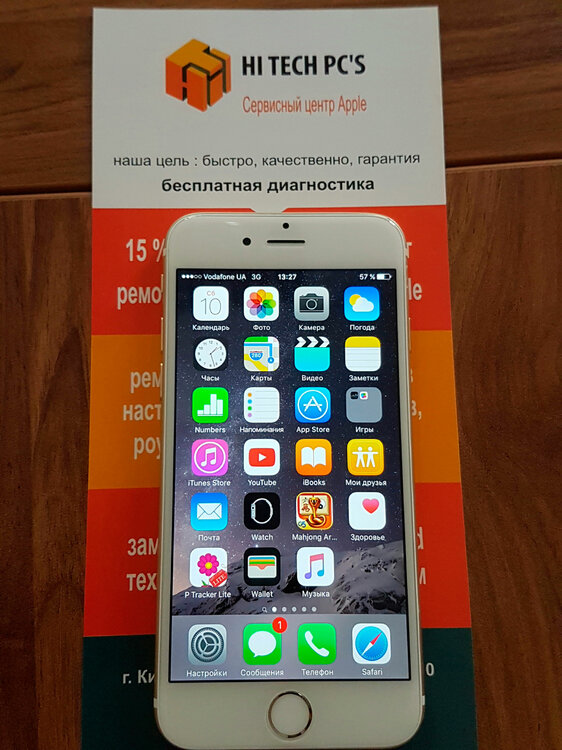 HI TECH PC'S
Сервисный центр Apple
наша цель : быстро, качественно, гарантия
бесплатная диагностика
15 %
Vodafone UA 3G 13:27 57 %
Сб
10
Календарь Фото Камера Погода
280
Часы Карты Видео Заметки
Numbers Напоминания App Store Игры
iTunes Store YouTube iBooks Мои друзья
Почта Watch Mahjong Ar... Здоровье
LITE
P Tracker Lite Wallet Музыка
1
Настройки Сообщения Телефон Safari